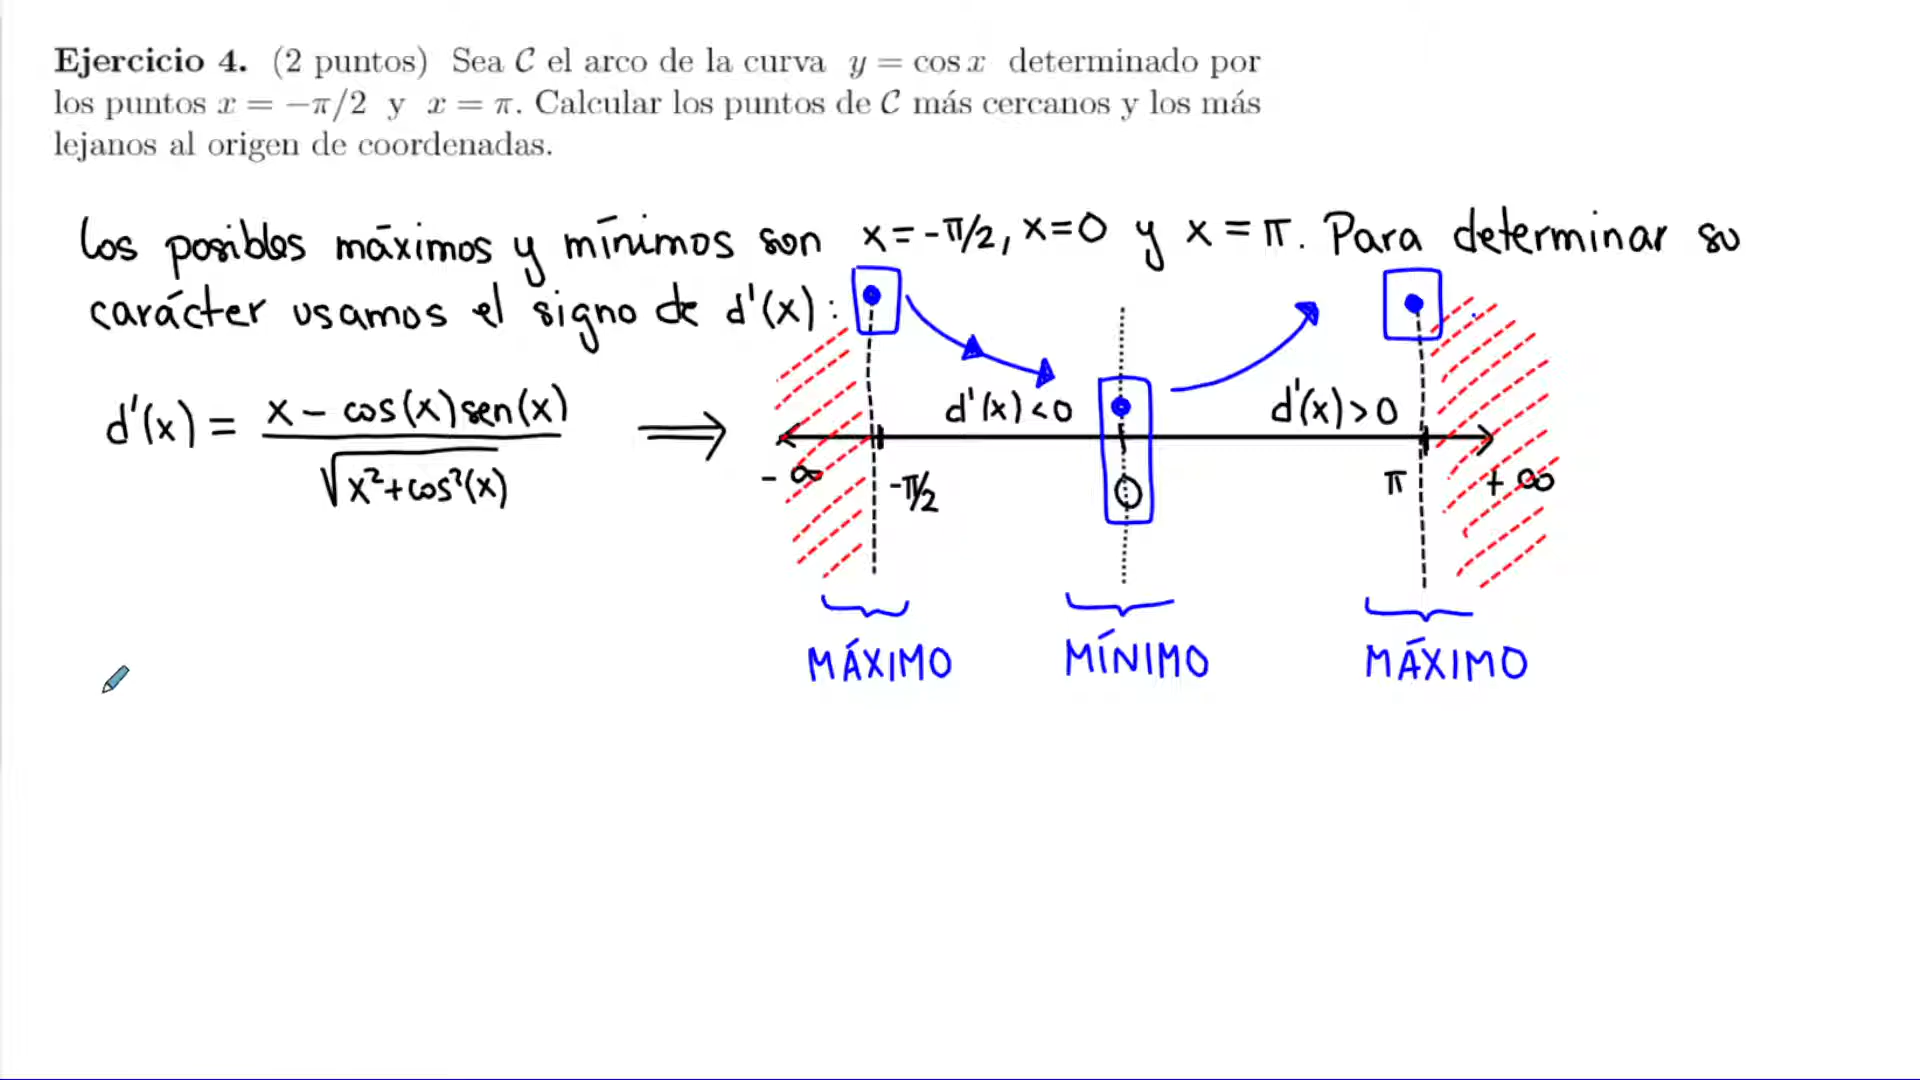 Ejercicio 4. (2 puntos) Sea C el arco de la curva y = cos x determinado por
los puntos x = −π/2 y x = π. Calcular los puntos de C más cercanos y los más
lejanos al origen de coordenadas.
Los posibles máximos y mínimos son x=-π/2, x=0 y x=π. Para determinar su
carácter usamos el signo de d'(x):
d'(x) = x - cos(x)sen(x) / √x²+cos²(x) ⟹
d'(x)<0 d'(x)>0
-∞ -π/2 0 π +∞
MÁXIMO MÍNIMO MÁXIMO